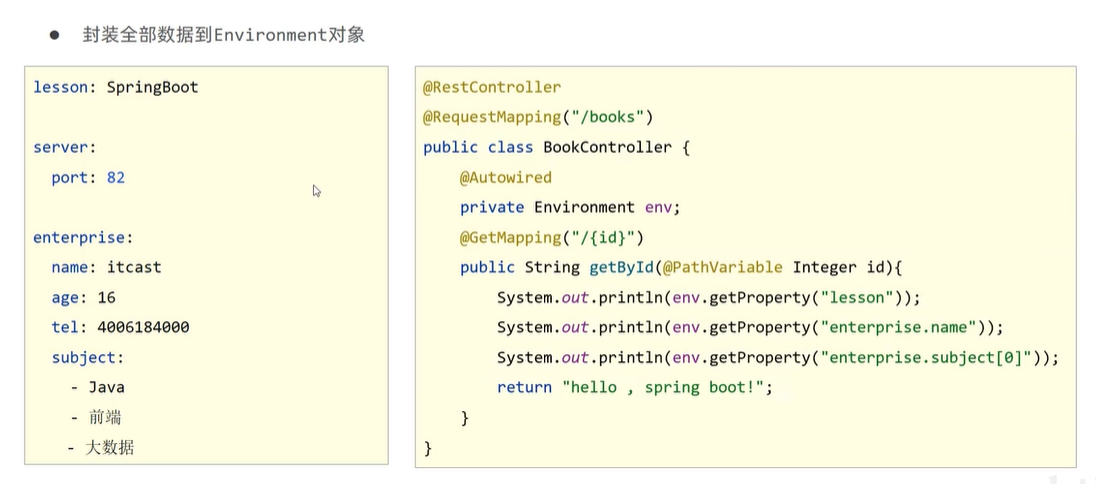 ● 封装全部数据到Environment对象
lesson: SpringBoot
server:
  port: 82
enterprise:
  name: itcast
  age: 16
  tel: 4006184000
  subject:
    - Java
    - 前端
    - 大数据
@RestController
@RequestMapping("/books")
public class BookController {
    @Autowired
    private Environment env;
    @GetMapping("/{id}")
    public String getById(@PathVariable Integer id){
        System.out.println(env.getProperty("lesson"));
        System.out.println(env.getProperty("enterprise.name"));
        System.out.println(env.getProperty("enterprise.subject[0]"));
        return "hello , spring boot!";
    }
}